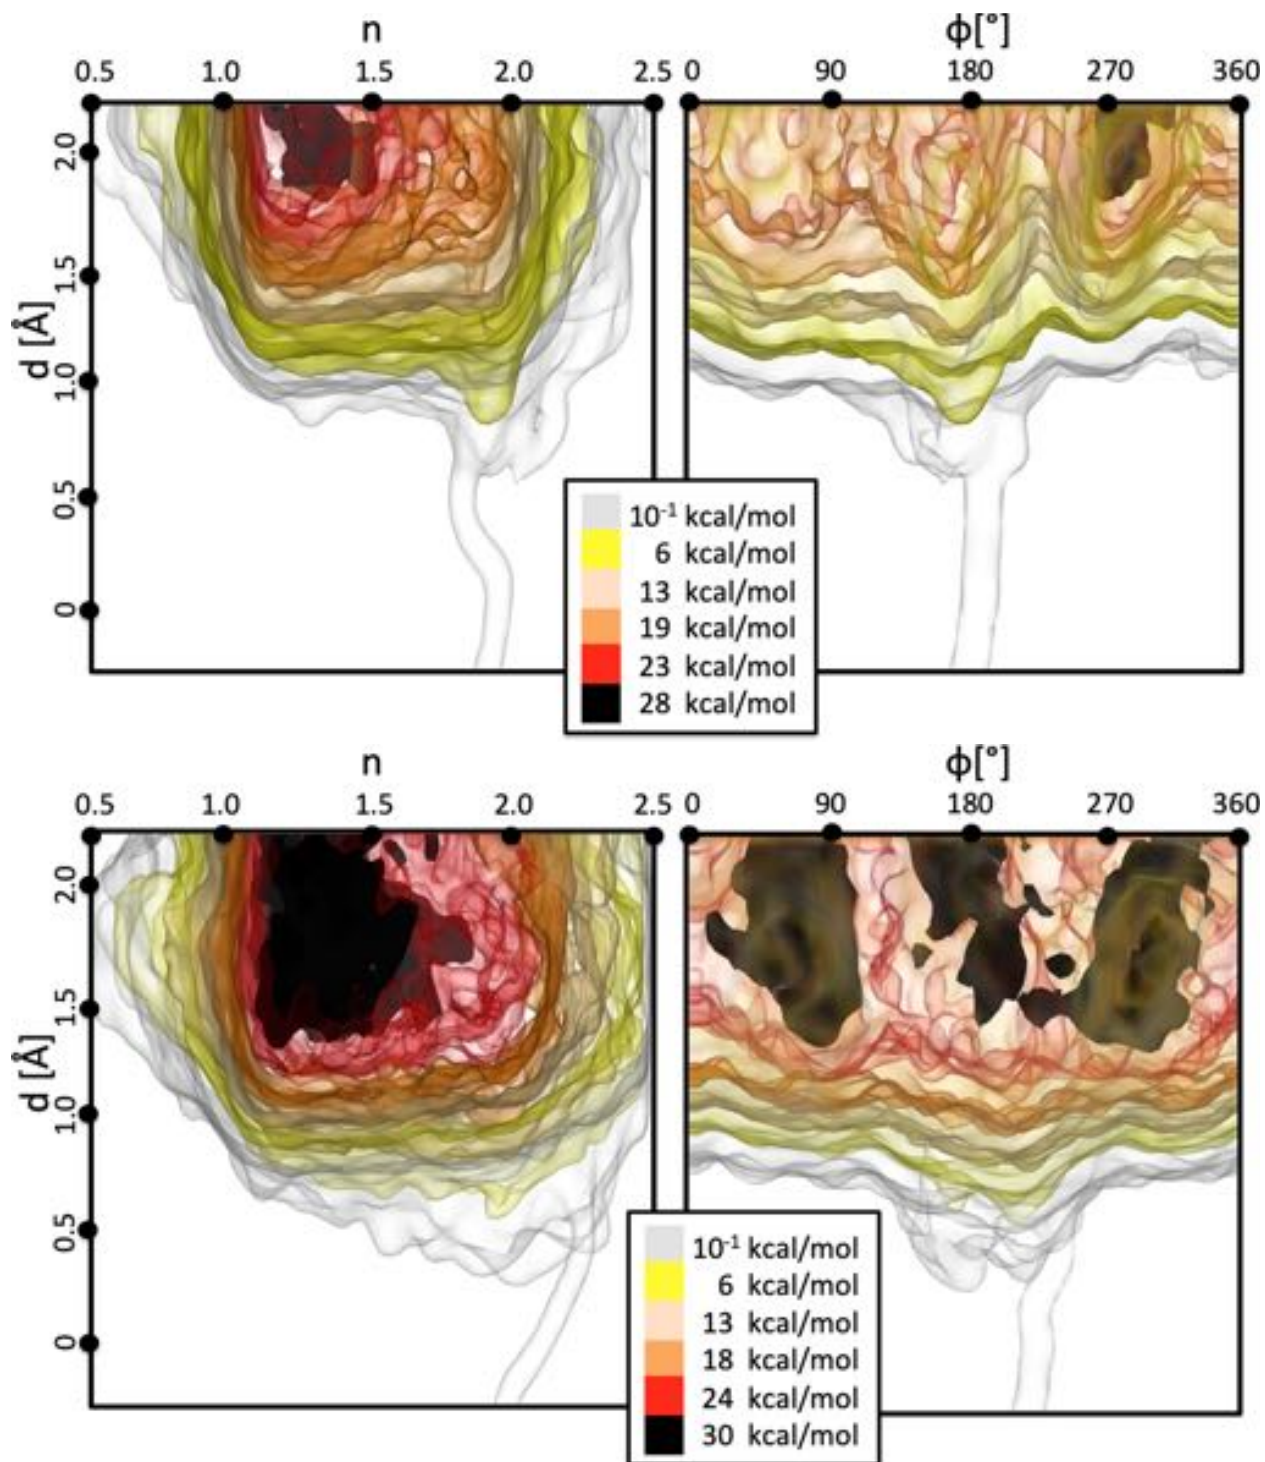 n ϕ[°]
0.5 1.0 1.5 2.0 2.5 0 90 180 270 360
2.0
1.5
d [Å]
1.0
0.5
0
10-1 kcal/mol
6 kcal/mol
13 kcal/mol
19 kcal/mol
23 kcal/mol
28 kcal/mol
n ϕ[°]
0.5 1.0 1.5 2.0 2.5 0 90 180 270 360
2.0
1.5
d [Å]
1.0
0.5
0
10-1 kcal/mol
6 kcal/mol
13 kcal/mol
18 kcal/mol
24 kcal/mol
30 kcal/mol